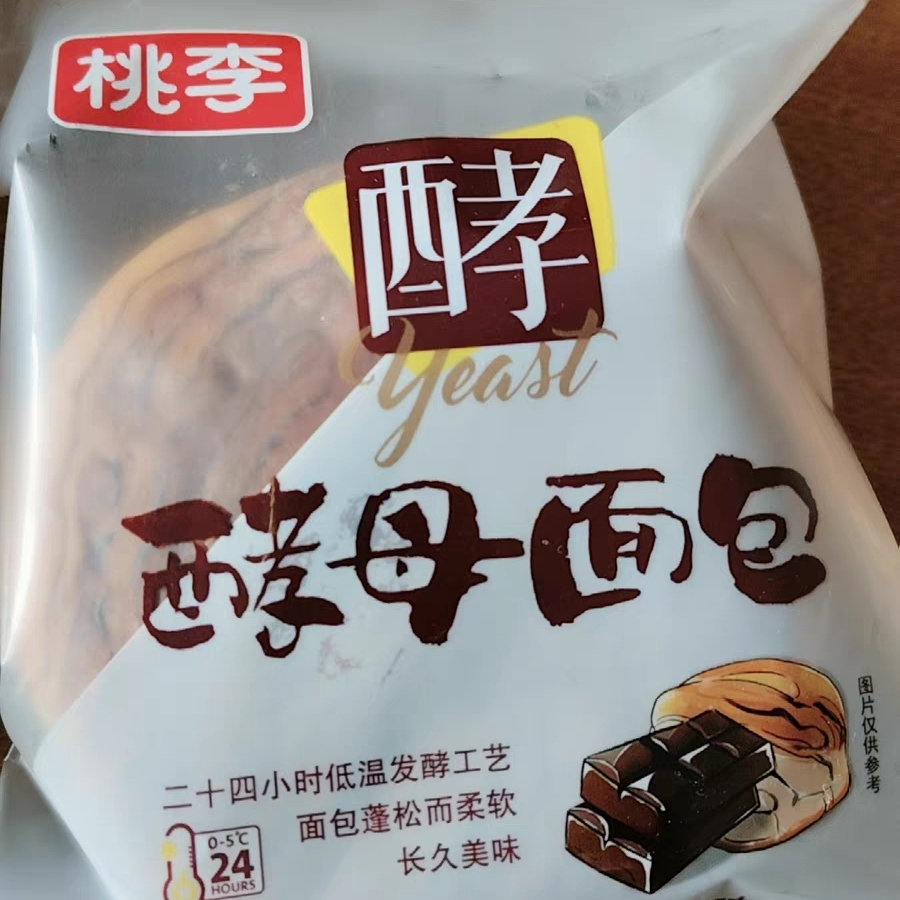 桃李
酵
Yeast
酵母面包
二十四小时低温发酵工艺
面包蓬松而柔软
长久美味
0-5℃
24
HOURS
图片仅供参考